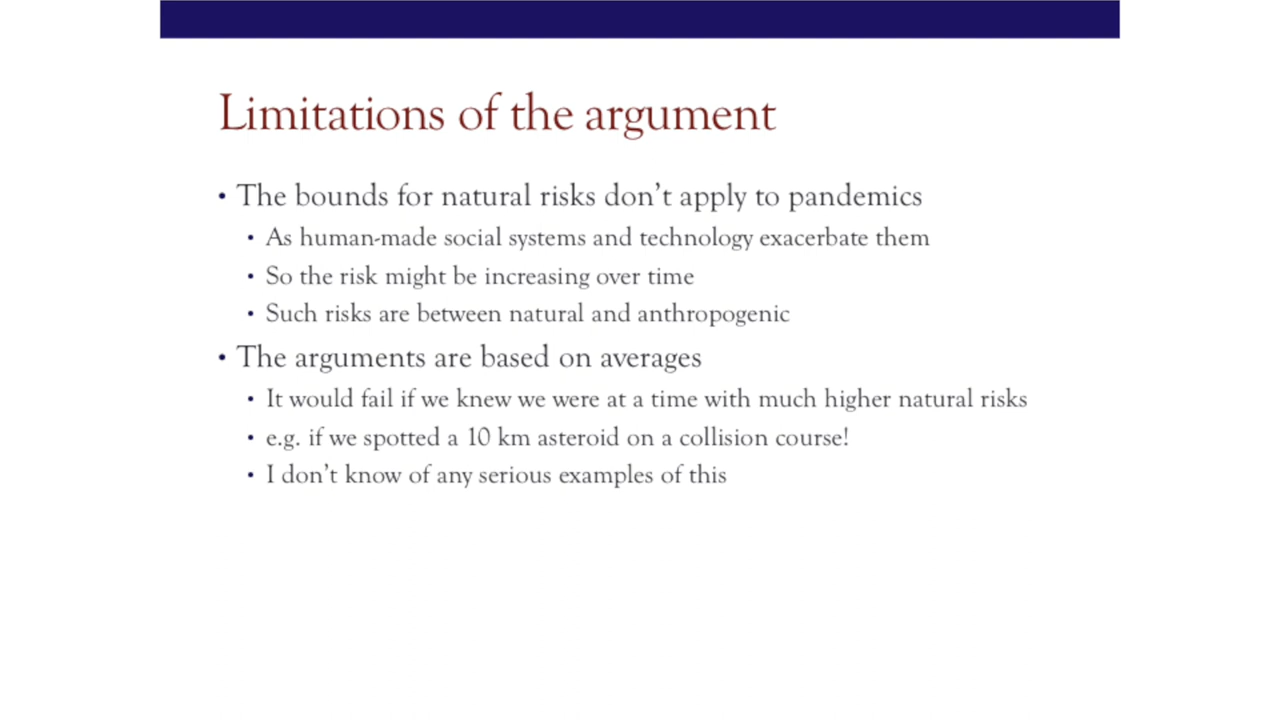 Limitations of the argument
• The bounds for natural risks don't apply to pandemics
• As human-made social systems and technology exacerbate them
• So the risk might be increasing over time
• Such risks are between natural and anthropogenic
• The arguments are based on averages
• It would fail if we knew we were at a time with much higher natural risks
• e.g. if we spotted a 10 km asteroid on a collision course!
• I don't know of any serious examples of this